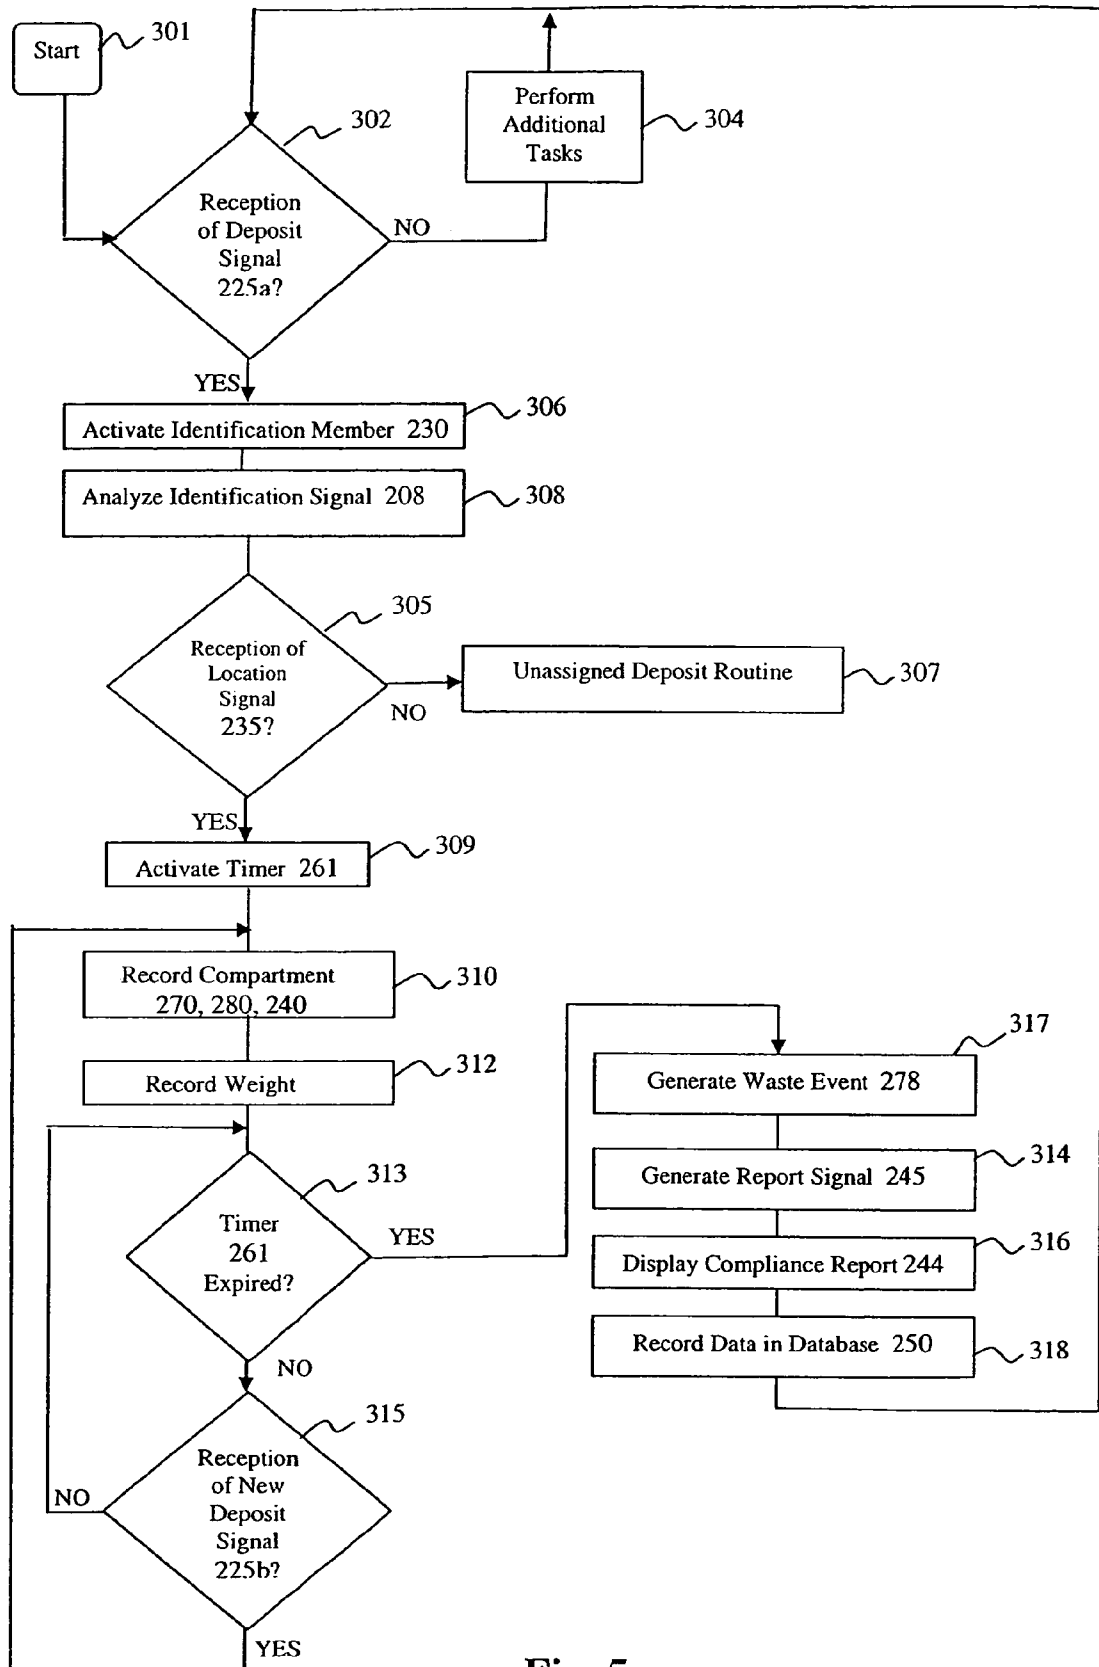 Start
301
302
Perform
Additional
Tasks
304
Reception
of Deposit
Signal
225a?
NO
YES
306
Activate Identification Member 230
Analyze Identification Signal 208
308
305
Reception of
Location
Signal
235?
NO
Unassigned Deposit Routine
307
YES
309
Activate Timer 261
Record Compartment
270, 280, 240
310
Record Weight
312
317
Generate Waste Event 278
Generate Report Signal 245
314
Display Compliance Report 244
316
Record Data in Database 250
318
313
Timer
261
Expired?
YES
NO
315
Reception
of New
Deposit
Signal
225b?
NO
YES